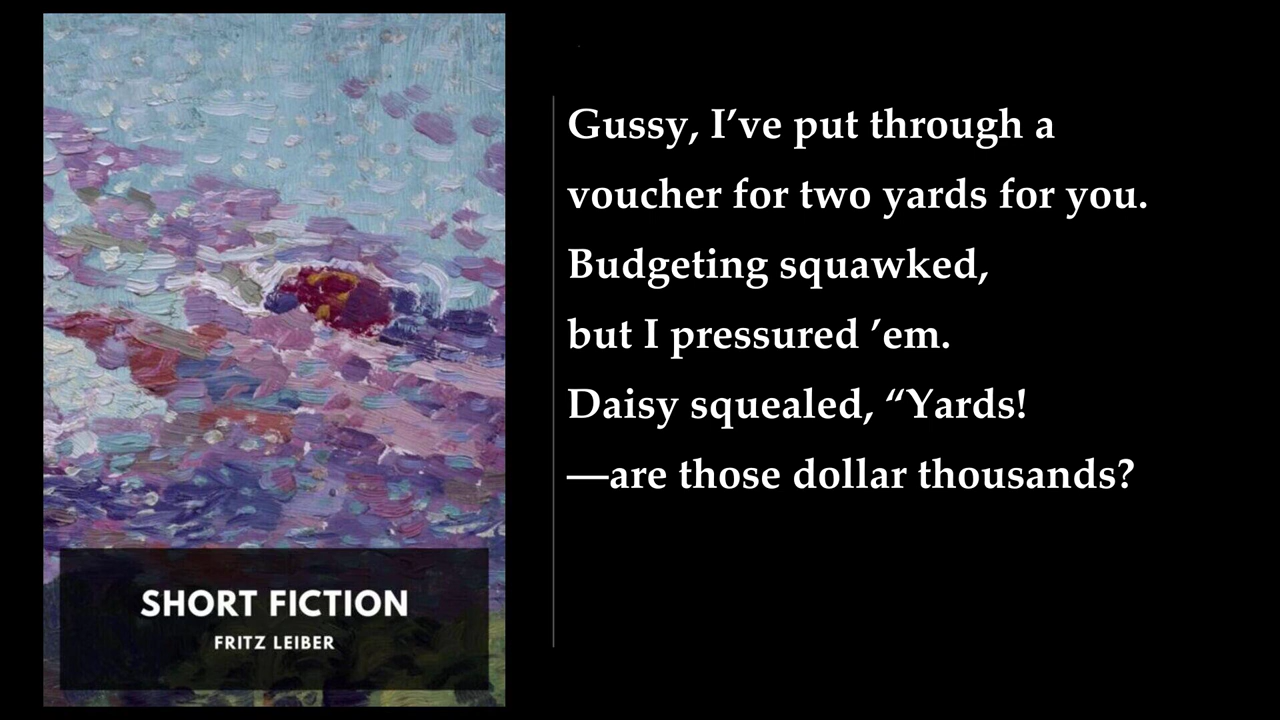 SHORT FICTION
FRITZ LEIBER
Gussy, I’ve put through a
voucher for two yards for you.
Budgeting squawked,
but I pressured ’em.
Daisy squealed, “Yards!
—are those dollar thousands?